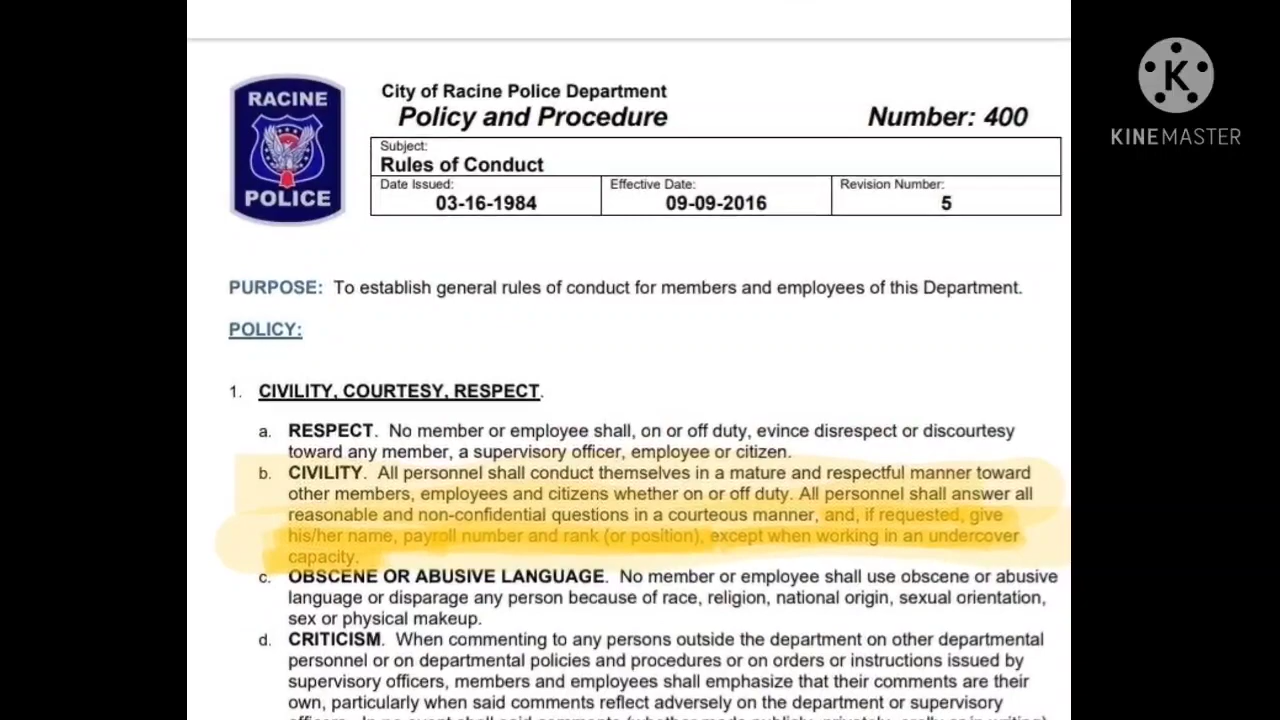 RACINE
POLICE
City of Racine Police Department
Policy and Procedure
Number: 400
Subject:
Rules of Conduct
Date Issued:
03-16-1984
Effective Date:
09-09-2016
Revision Number:
5
K
KINEMASTER
PURPOSE: To establish general rules of conduct for members and employees of this Department.
POLICY:
1. CIVILITY, COURTESY, RESPECT.
a. RESPECT. No member or employee shall, on or off duty, evince disrespect or discourtesy
toward any member, a supervisory officer, employee or citizen.
b. CIVILITY. All personnel shall conduct themselves in a mature and respectful manner toward
other members, employees and citizens whether on or off duty. All personnel shall answer all
reasonable and non-confidential questions in a courteous manner, and, if requested, give
his/her name, payroll number and rank (or position), except when working in an undercover
capacity.
c. OBSCENE OR ABUSIVE LANGUAGE. No member or employee shall use obscene or abusive
language or disparage any person because of race, religion, national origin, sexual orientation,
sex or physical makeup.
d. CRITICISM. When commenting to any persons outside the department on other departmental
personnel or on departmental policies and procedures or on orders or instructions issued by
supervisory officers, members and employees shall emphasize that their comments are their
own, particularly when said comments reflect adversely on the department or supervisory